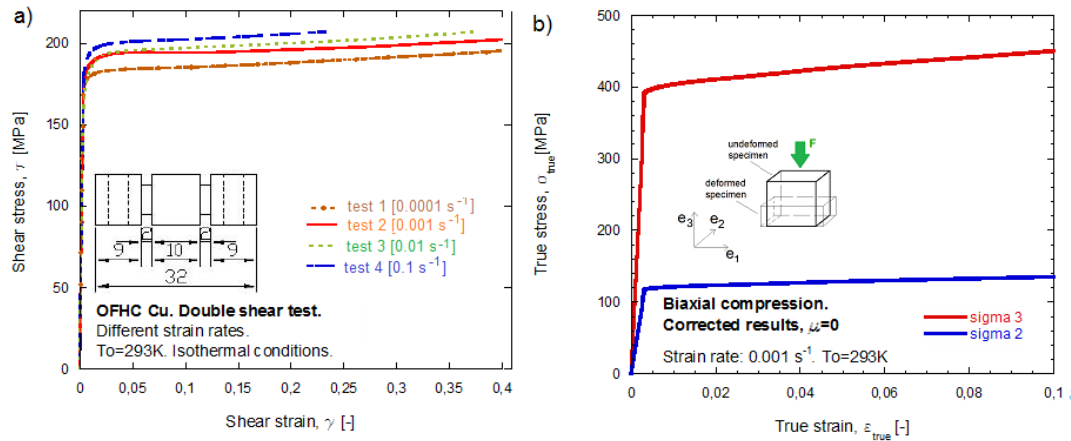 a)
Shear stress, τ [MPa]
200
150
100
50
0
0
0,05
0,1
0,15
0,2
0,25
0,3
0,35
0,4
Shear strain, γ [-]
9
10
9
32
test 1 [0.0001 s⁻¹]
test 2 [0.001 s⁻¹]
test 3 [0.01 s⁻¹]
test 4 [0.1 s⁻¹]
OFHC Cu. Double shear test.
Different strain rates.
To=293K. Isothermal conditions.
b)
True stress, σtrue [MPa]
500
400
300
200
100
0
0
0,02
0,04
0,06
0,08
0,1
True strain, εtrue [-]
undeformed
specimen
F
deformed
specimen
e3
e2
e1
Biaxial compression.
Corrected results, μ=0
Strain rate: 0.001 s⁻¹. To=293K
sigma 3
sigma 2